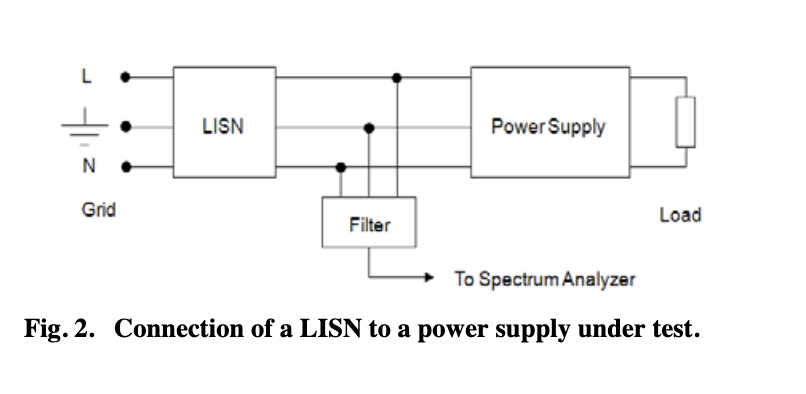 L
LISN
Power Supply
N
Grid
Filter
Load
To Spectrum Analyzer
Fig. 2. Connection of a LISN to a power supply under test.